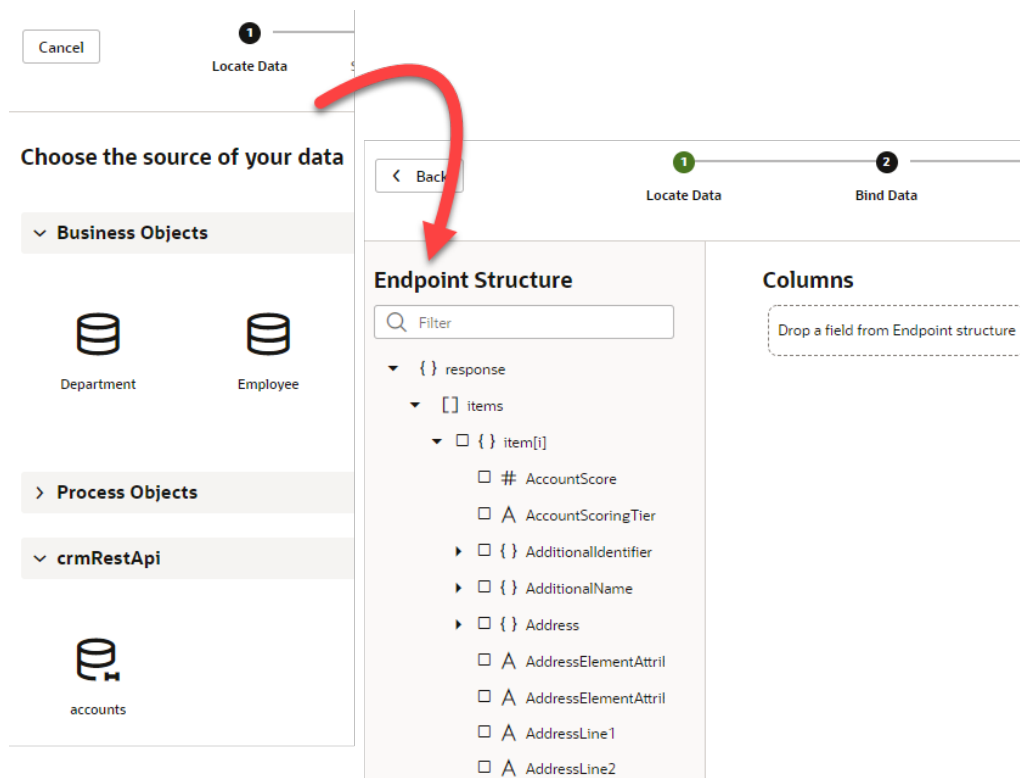 Cancel
1
Locate Data
Choose the source of your data
Business Objects
Department
Employee
Process Objects
crmRestApi
accounts
Back
1
Locate Data
2
Bind Data
Endpoint Structure
Filter
{ } response
[ ] items
{ } item[i]
# AccountScore
A AccountScoringTier
{ } AdditionalIdentifier
{ } AdditionalName
{ } Address
A AddressElementAttril
A AddressElementAttril
A AddressLine1
A AddressLine2
Columns
Drop a field from Endpoint structure